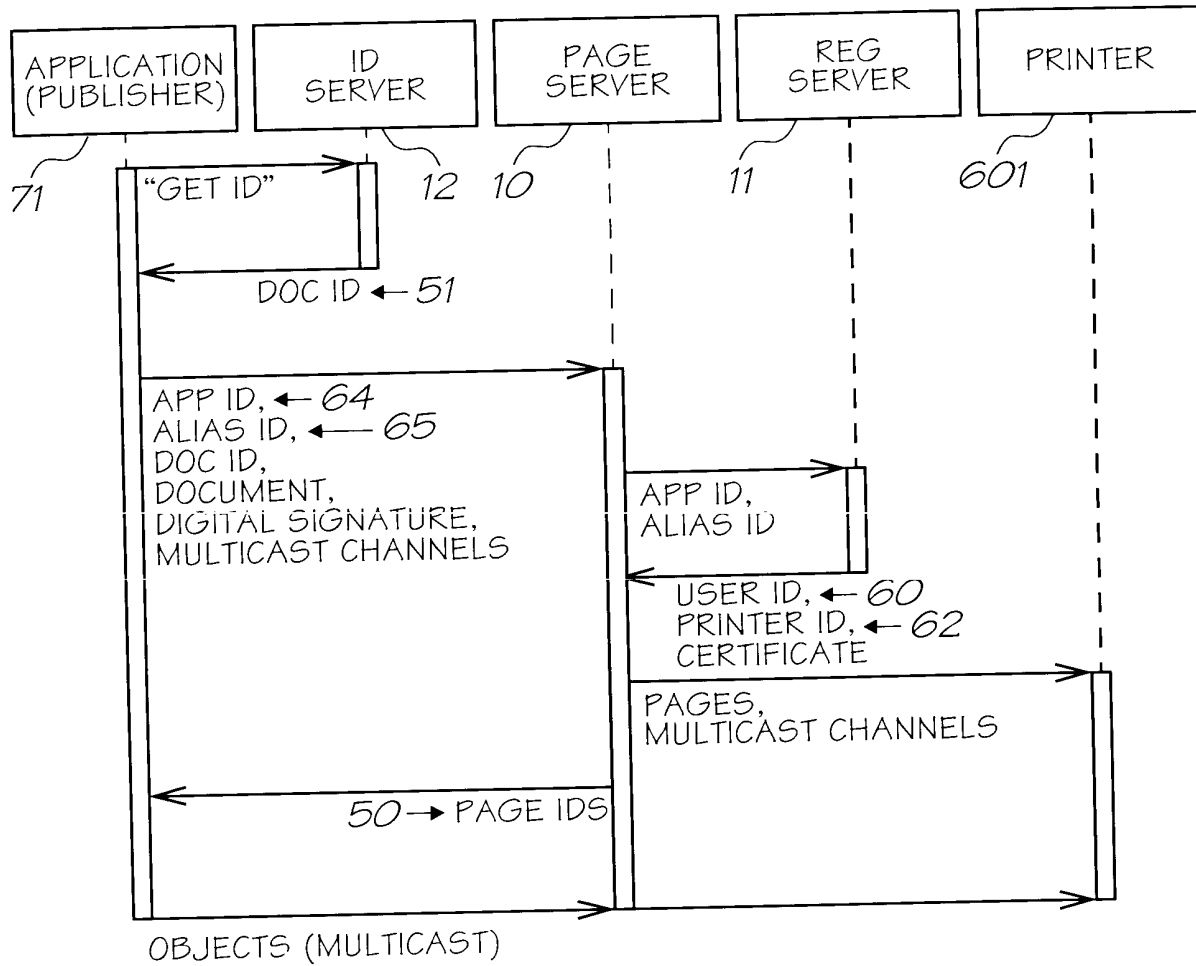 APPLICATION
(PUBLISHER)
ID
SERVER
PAGE
SERVER
REG
SERVER
PRINTER
71
12
10
11
601
"GET ID"
DOC ID 51
APP ID, 64
ALIAS ID, 65
DOC ID,
DOCUMENT,
DIGITAL SIGNATURE,
MULTICAST CHANNELS
APP ID,
ALIAS ID
USER ID, 60
PRINTER ID, 62
CERTIFICATE
PAGES,
MULTICAST CHANNELS
50 PAGE IDS
OBJECTS (MULTICAST)